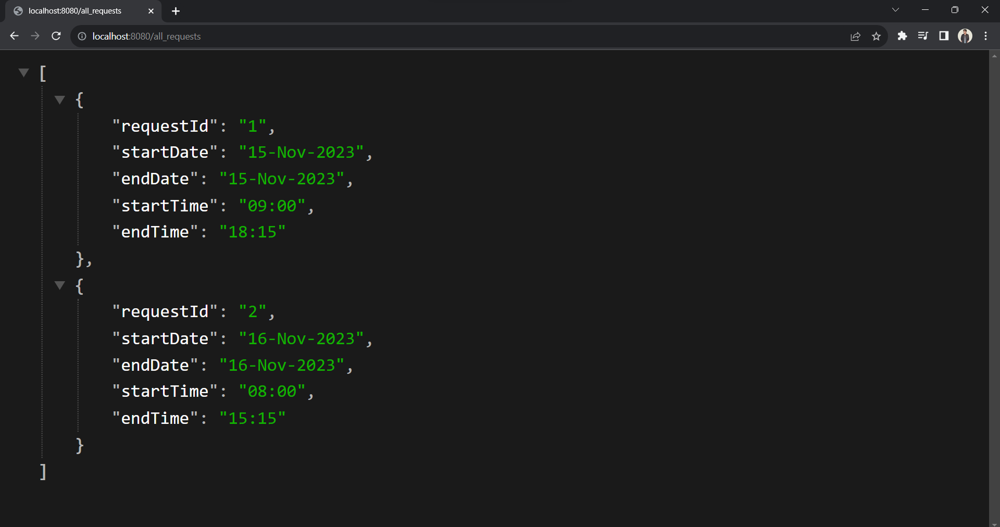 localhost:8080/all_requests
localhost:8080/all_requests
[
{
"requestId": "1",
"startDate": "15-Nov-2023",
"endDate": "15-Nov-2023",
"startTime": "09:00",
"endTime": "18:15"
},
{
"requestId": "2",
"startDate": "16-Nov-2023",
"endDate": "16-Nov-2023",
"startTime": "08:00",
"endTime": "15:15"
}
]